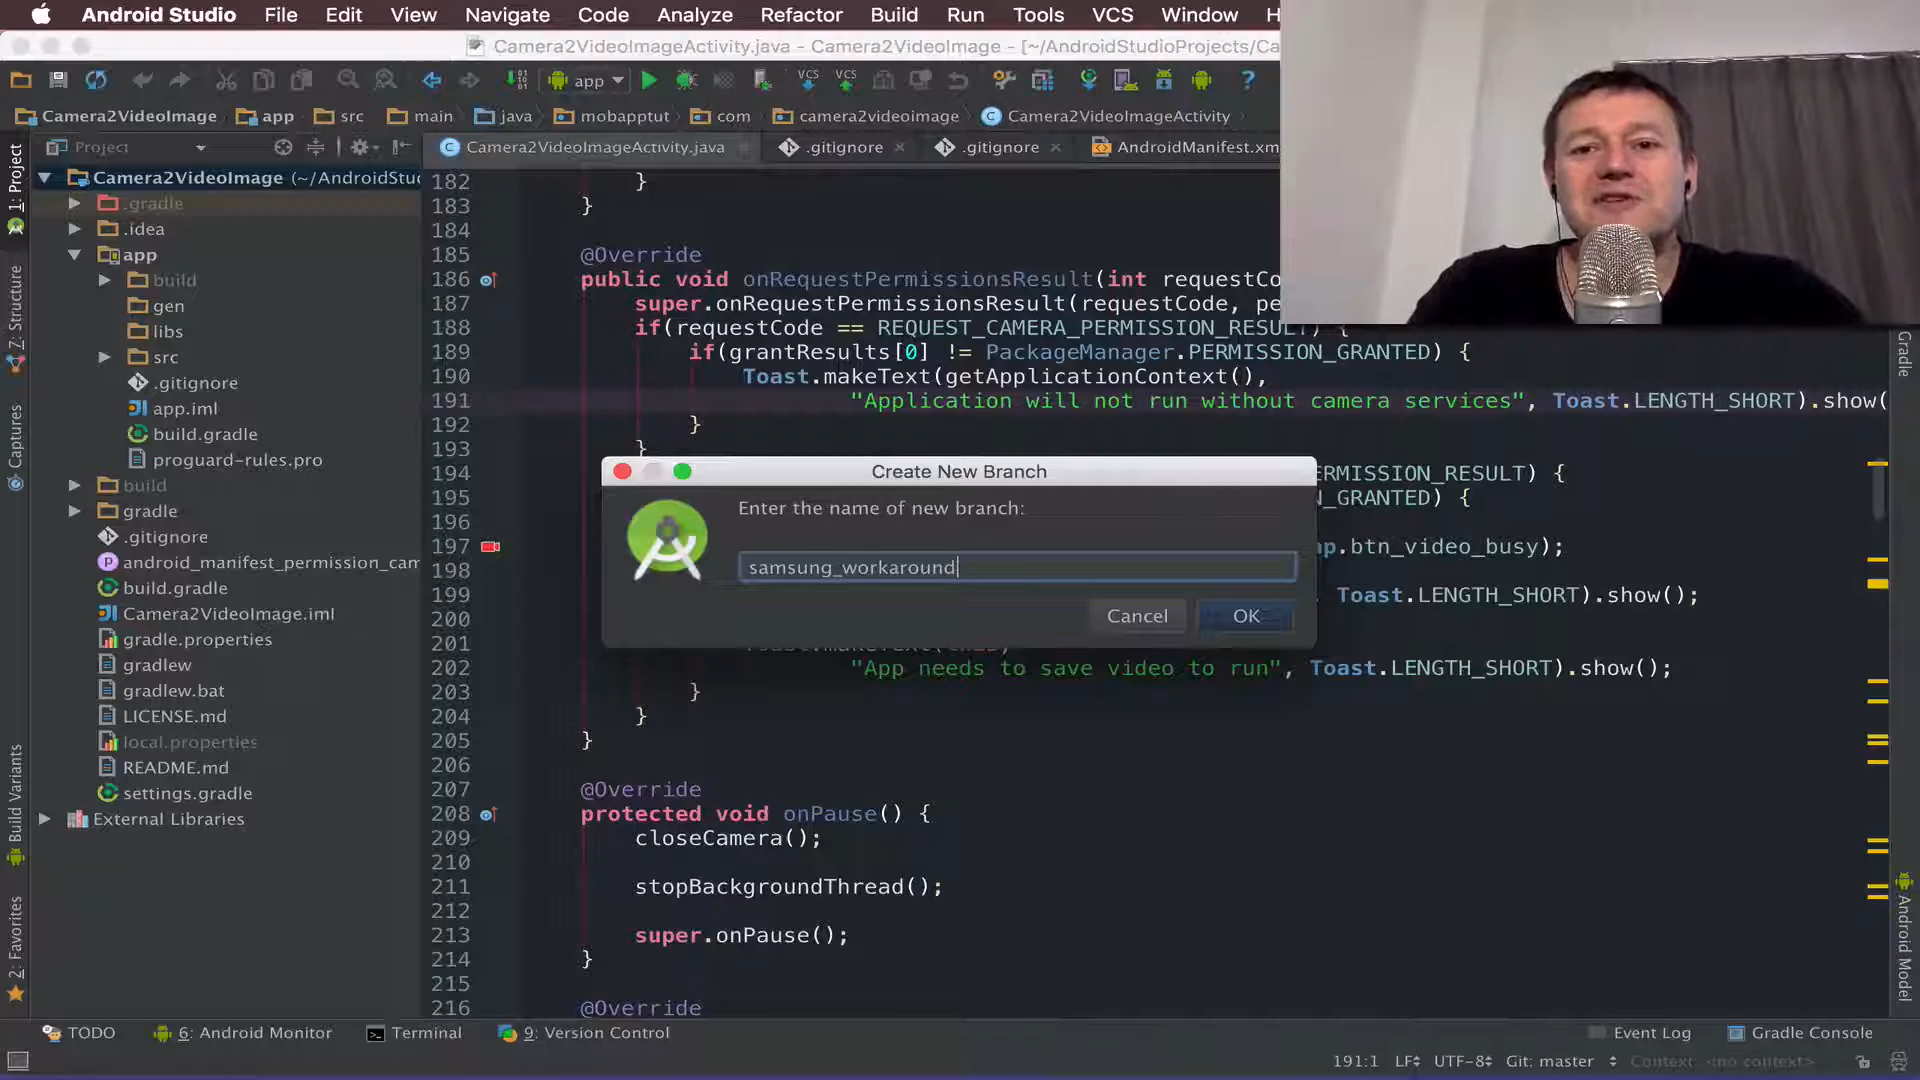 Android Studio File Edit View Navigate Code Analyze Refactor Build Run Tools VCS Window H
Camera2VideoImageActivity.java - Camera2VideoImage - [~/AndroidStudioProjects/Ca
app VCS VCS ?
Camera2VideoImage app src main java mobapptut com camera2videoimage Camera2VideoImageActivity
Project
Camera2VideoImageActivity.java .gitignore .gitignore AndroidManifest.xm
Camera2VideoImage (~/AndroidStu
.gradle
.idea
app
build
gen
libs
src
.gitignore
app.iml
build.gradle
proguard-rules.pro
build
gradle
.gitignore
android_manifest_permission_cam
build.gradle
Camera2VideoImage.iml
gradle.properties
gradlew
gradlew.bat
LICENSE.md
local.properties
README.md
settings.gradle
External Libraries
1: Project
7: Structure
Captures
Build Variants
2: Favorites
182 }
183 }
184
185 @Override
186 public void onRequestPermissionsResult(int requestCo
187 super.onRequestPermissionsResult(requestCode, pe
188 if(requestCode == REQUEST_CAMERA_PERMISSION_RESULT) {
189 if(grantResults[0] != PackageManager.PERMISSION_GRANTED) {
190 Toast.makeText(getApplicationContext(),
191 "Application will not run without camera services", Toast.LENGTH_SHORT).show(
192 }
193 }
194 ERMISSION_RESULT) {
195 N_GRANTED) {
196
197 ap.btn_video_busy);
198
199 , Toast.LENGTH_SHORT).show();
200
201
202 "App needs to save video to run", Toast.LENGTH_SHORT).show();
203 }
204 }
205 }
206
207 @Override
208 protected void onPause() {
209 closeCamera();
210
211 stopBackgroundThread();
212
213 super.onPause();
214 }
215
216 @Override
Create New Branch
Enter the name of new branch:
samsung_workaround
Cancel OK
Gradle
Android Model
TODO 6: Android Monitor Terminal 9: Version Control Event Log Gradle Console
191:1 LF UTF-8 Git: master Context: <no context>